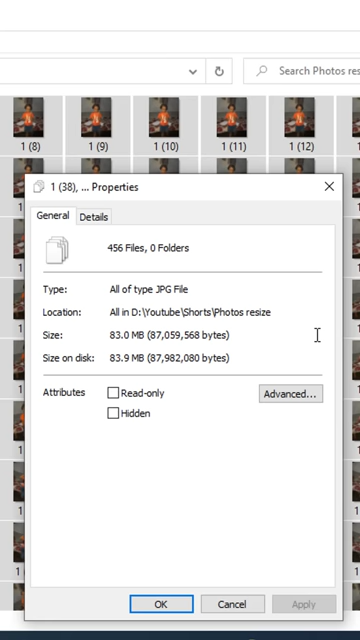 Search Photos res
1 (8) 1 (9) 1 (10) 1 (11) 1 (12)
1 (38), ... Properties
General Details
456 Files, 0 Folders
Type: All of type JPG File
Location: All in D:\Youtube\Shorts\Photos resize
Size: 83.0 MB (87,059,568 bytes)
Size on disk: 83.9 MB (87,982,080 bytes)
Attributes Read-only Advanced...
Hidden
OK Cancel Apply